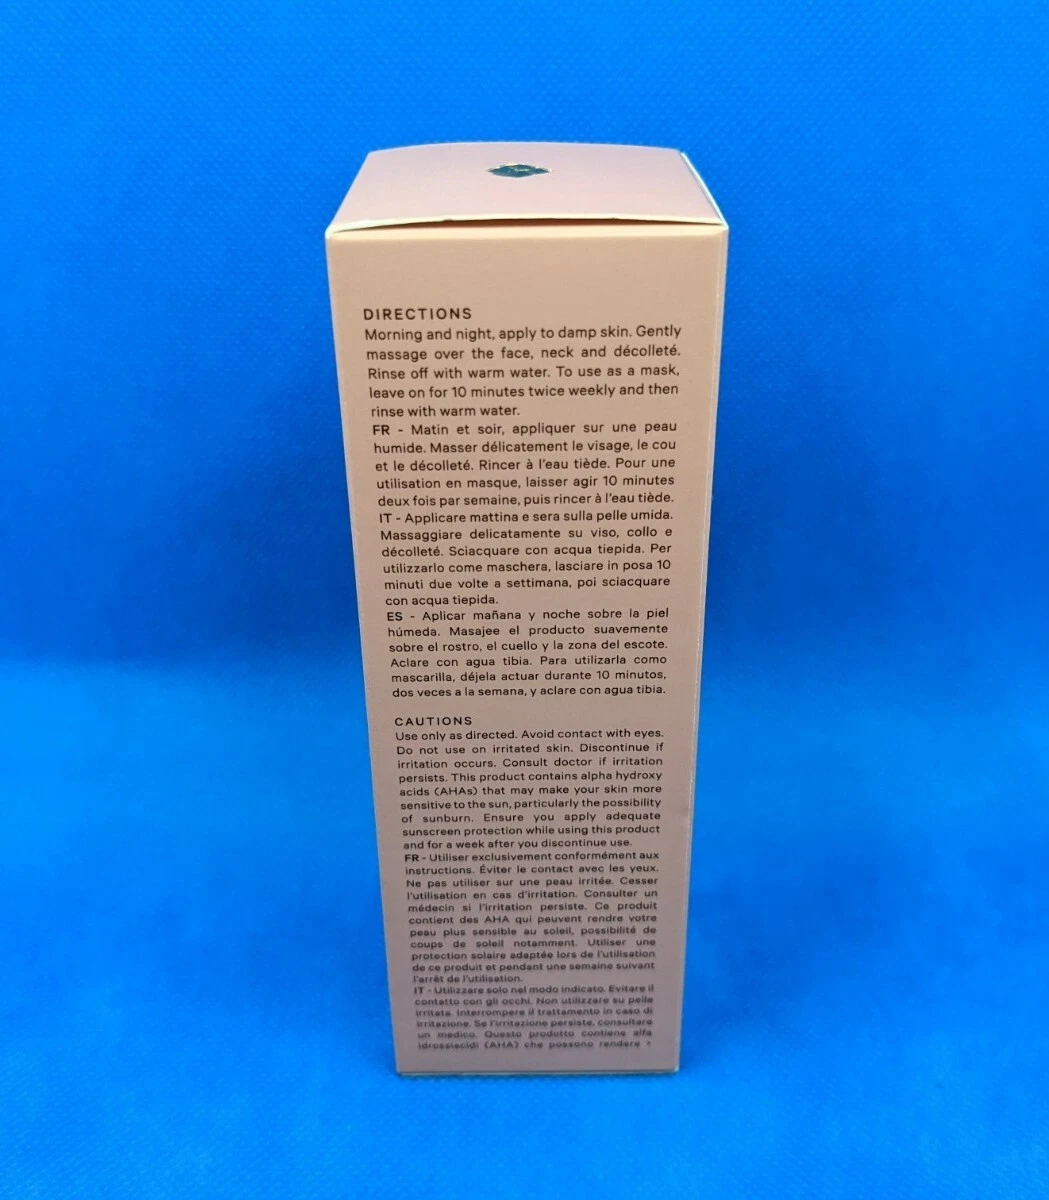 DIRECTIONS
Morning and night, apply to damp skin. Gently
massage over the face, neck and décolleté.
Rinse off with warm water. To use as a mask,
leave on for 10 minutes twice weekly and then
rinse with warm water.
FR - Matin et soir, appliquer sur une peau
humide. Masser délicatement le visage, le cou
et le décolleté. Rincer à l'eau tiède. Pour une
utilisation en masque, laisser agir 10 minutes
deux fois par semaine, puis rincer à l'eau tiède.
IT - Applicare mattina e sera sulla pelle umida.
Massaggiare delicatamente su viso, collo e
décolleté. Sciacquare con acqua tiepida. Per
utilizzarlo come maschera, lasciare in posa 10
minuti due volte a settimana, poi sciacquare
con acqua tiepida.
ES - Aplicar mañana y noche sobre la piel
húmeda. Masajee el producto suavemente
sobre el rostro, el cuello y la zona del escote.
Aclare con agua tibia. Para utilizarla como
mascarilla, déjela actuar durante 10 minutos,
dos veces a la semana, y aclare con agua tibia.
CAUTIONS
Use only as directed. Avoid contact with eyes.
Do not use on irritated skin. Discontinue if
irritation occurs. Consult doctor if irritation
persists. This product contains alpha hydroxy
acids (AHAs) that may make your skin more
sensitive to the sun, particularly the possibility
of sunburn. Ensure you apply adequate
sunscreen protection while using this product
and for a week after you discontinue use.
FR - Utiliser exclusivement conformément aux
instructions. Éviter le contact avec les yeux.
Ne pas utiliser sur une peau irritée. Cesser
l'utilisation en cas d'irritation. Consulter un
médecin si l'irritation persiste. Ce produit
contient des AHA qui peuvent rendre votre
peau plus sensible au soleil, possibilité de
coups de soleil notamment. Utiliser une
protection solaire adaptée lors de l'utilisation
de ce produit et pendant une semaine suivant
l'arrêt de l'utilisation.
IT - Utilizzare solo nel modo indicato. Evitare il
contatto con gli occhi. Non utilizzare su pelle
irritata. Interrompere il trattamento in caso di
irritazione. Se l'irritazione persiste, consultare
un medico. Questo prodotto contiene alfa
idrossiacidi (AHA) che possono rendere